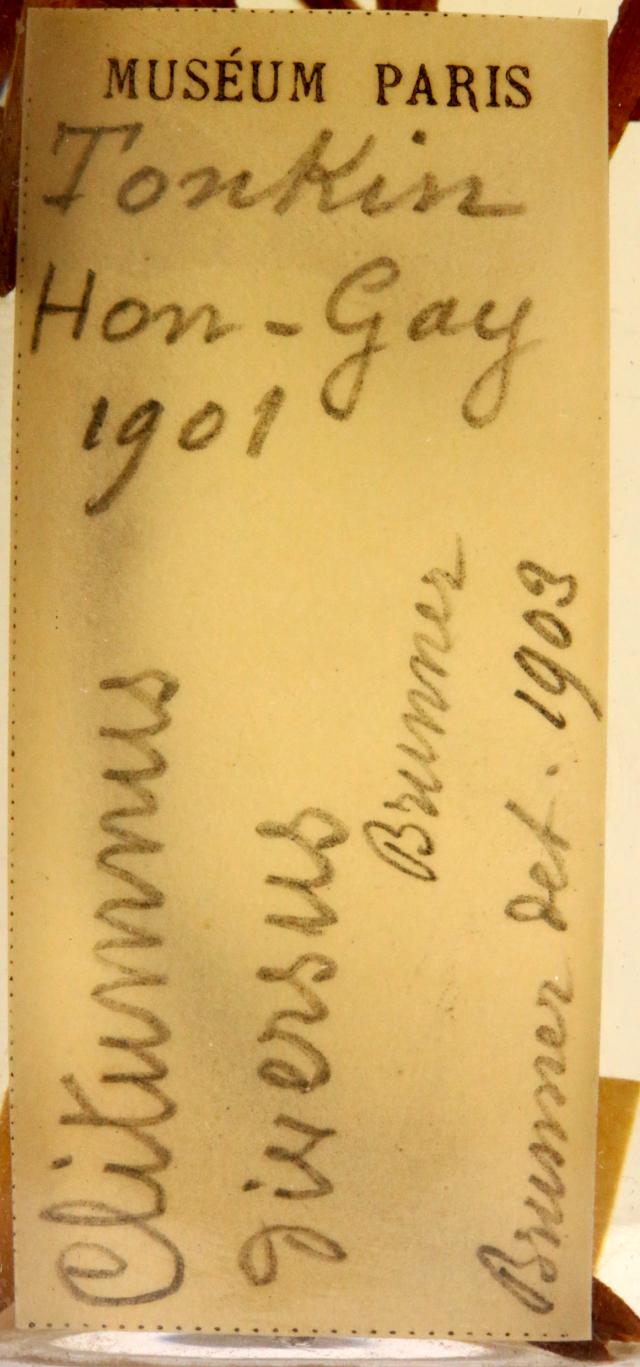 MUSÉUM PARIS
Tonkin
Hon-Gay
1901
Clitumnus
diversus
Brunner
Brunner det. 1903